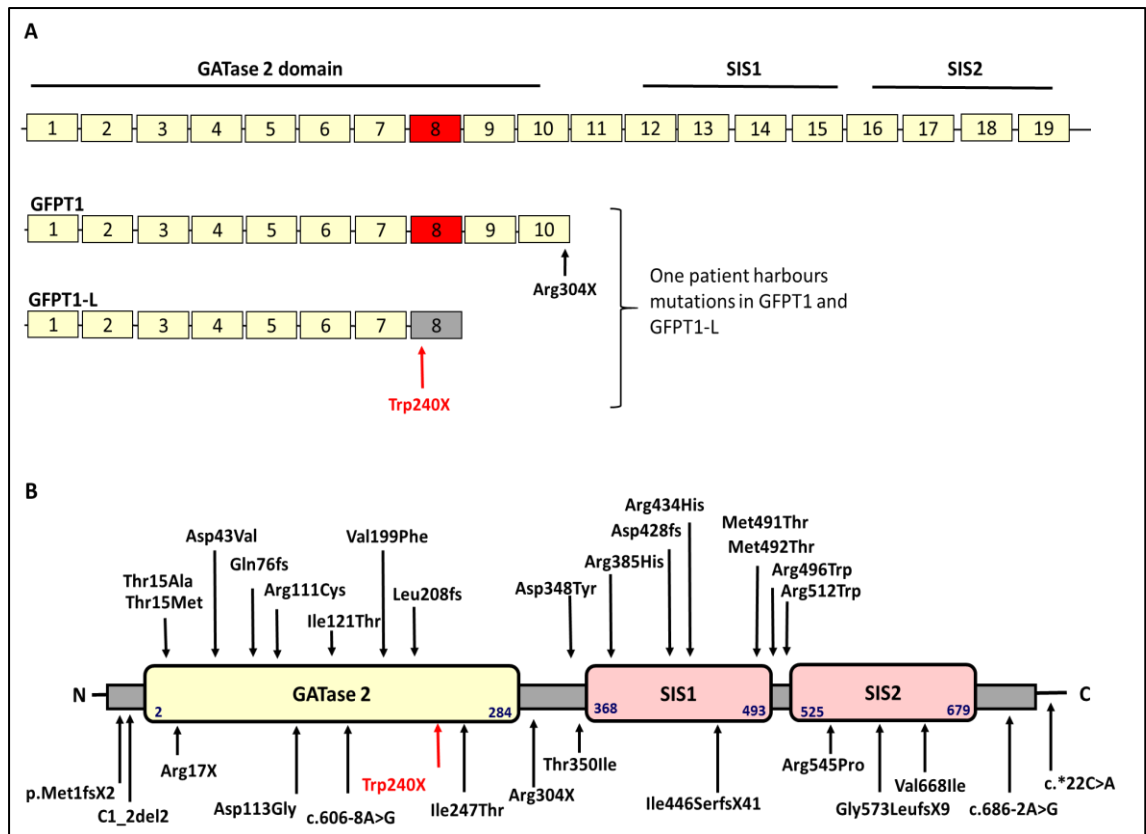 A
GATase 2 domain SIS1 SIS2
1 2 3 4 5 6 7 8 9 10 11 12 13 14 15 16 17 18 19
GFPT1
1 2 3 4 5 6 7 8 9 10
Arg304X
GFPT1-L
1 2 3 4 5 6 7 8
Trp240X
One patient harbours
mutations in GFPT1 and
GFPT1-L
B
Thr15Ala
Thr15Met
Asp43Val
Gln76fs
Arg111Cys
Ile121Thr
Val199Phe
Leu208fs
Asp348Tyr
Arg385His
Asp428fs
Arg434His
Met491Thr
Met492Thr
Arg496Trp
Arg512Trp
N GATase 2 SIS1 SIS2 C
2 284 368 493 525 679
p.Met1fsX2
C1_2del2
Arg17X
Asp113Gly
c.606-8A>G
Trp240X
Ile247Thr
Arg304X
Thr350Ile
Ile446SerfsX41
Arg545Pro
Gly573LeufsX9
Val668Ile
c.686-2A>G
c.*22C>A